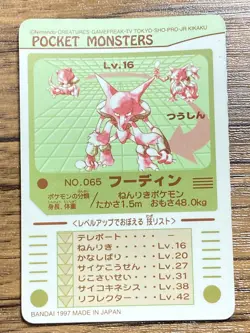 ©Nintendo・CREATURES・GAMEFREAK・TV TOKYO・SHO-PRO・JR KIKAKU
POCKET MONSTERS
Lv.16
つうしん
NO.065 フーディン
ポケモンの分類 ねんりきポケモン
身長、体重 たかさ1.5m おもさ48.0kg
<レベルアップでおぼえる技リスト>
テレポート - -
ねんりき Lv.16
かなしばり Lv.20
サイケこうせん Lv.27
じこさいせい Lv.31
サイコキネシス Lv.38
リフレクター Lv.42
BANDAI 1997 MADE IN JAPAN